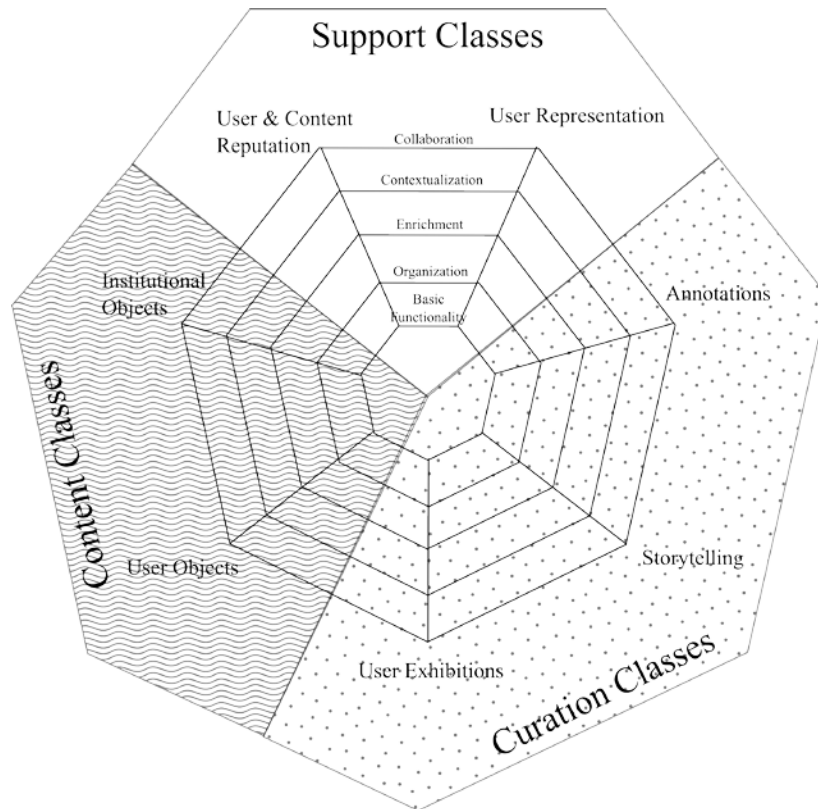 Support Classes
User & Content
Reputation
User Representation
Collaboration
Contextualization
Enrichment
Organization
Basic
Functionality
Institutional
Objects
Annotations
Content Classes
User Objects
Storytelling
User Exhibitions
Curation Classes